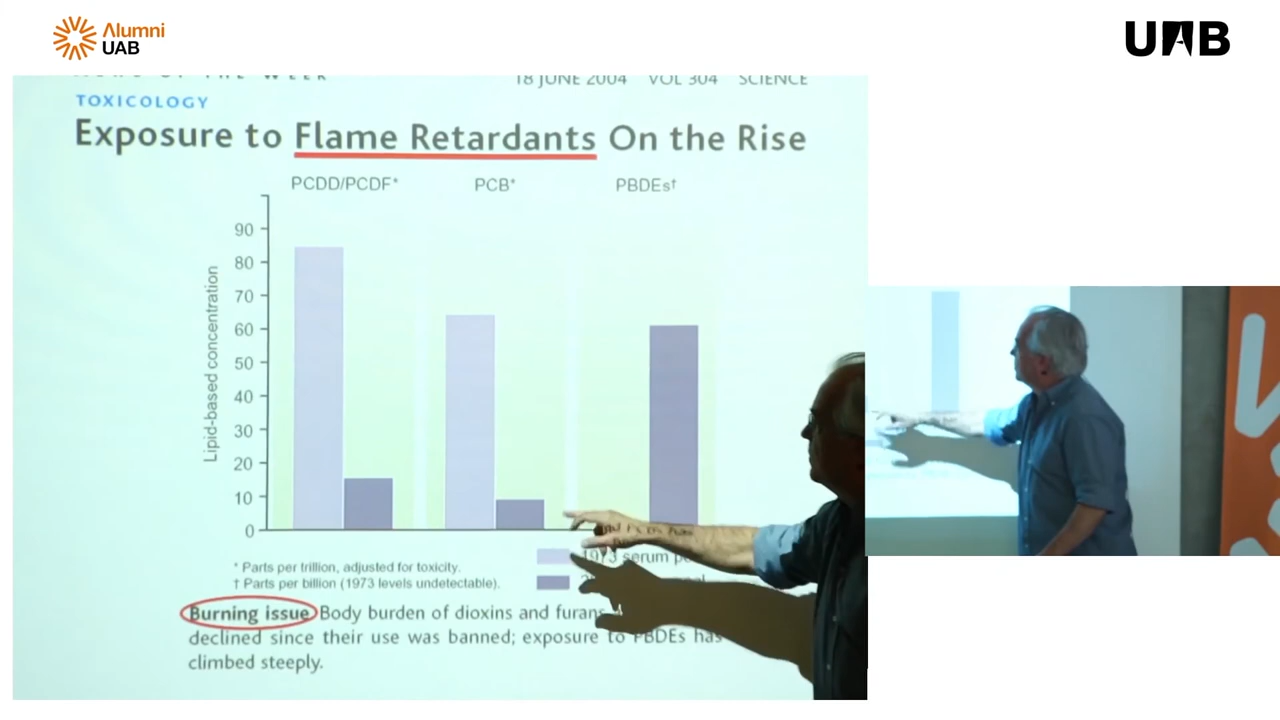 Alumni
UAB
UAB
18 JUNE 2004 VOL 304 SCIENCE
TOXICOLOGY
Exposure to Flame Retardants On the Rise
PCDD/PCDF* PCB* PBDEs†
Lipid-based concentration
90
80
70
60
50
40
30
20
10
0
1973 serum
* Parts per trillion, adjusted for toxicity.
† Parts per billion (1973 levels undetectable).
Burning issue Body burden of dioxins and furans
declined since their use was banned; exposure to PBDEs has
climbed steeply.